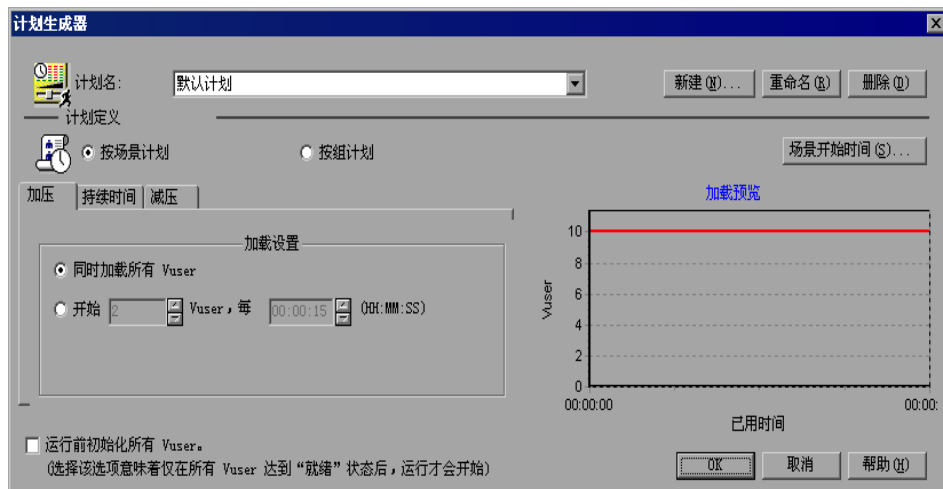 计划生成器
计划名:
默认计划
新建(N)...
重命名(R)
删除(D)
计划定义
按场景计划
按组计划
场景开始时间(S)...
加压
持续时间
减压
加载设置
同时加载所有 Vuser
开始 2 Vuser，每 00:00:15 (HH:MM:SS)
加载预览
Vuser
10
8
6
4
2
0
00:00:00
00:00:
已用时间
运行前初始化所有 Vuser。
(选择该选项意味着仅在所有 Vuser 达到“就绪”状态后，运行才会开始)
OK
取消
帮助(H)